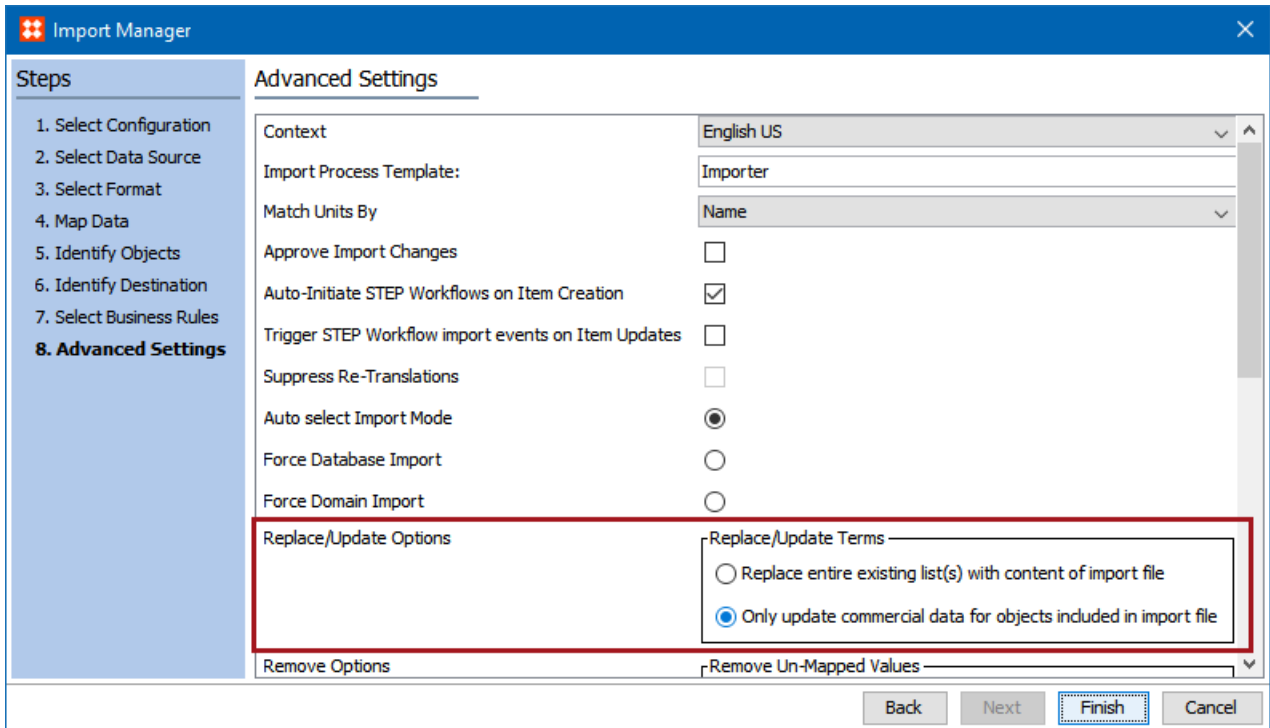 Import Manager
Steps
1. Select Configuration
2. Select Data Source
3. Select Format
4. Map Data
5. Identify Objects
6. Identify Destination
7. Select Business Rules
8. Advanced Settings
Advanced Settings
Context English US
Import Process Template: Importer
Match Units By Name
Approve Import Changes
Auto-Initiate STEP Workflows on Item Creation
Trigger STEP Workflow import events on Item Updates
Suppress Re-Translations
Auto select Import Mode
Force Database Import
Force Domain Import
Replace/Update Options Replace/Update Terms
Replace entire existing list(s) with content of import file
Only update commercial data for objects included in import file
Remove Options Remove Un-Mapped Values
Back Next Finish Cancel